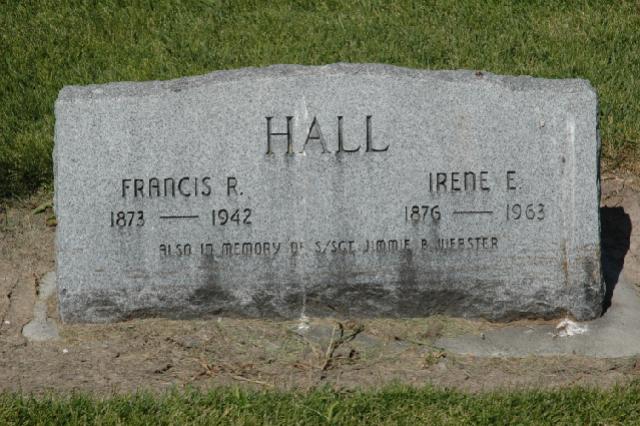 HALL
FRANCIS R. IRENE E.
1873 — 1942 1876 — 1963
ALSO IN MEMORY OF S/SGT. JIMMIE B. WEBSTER